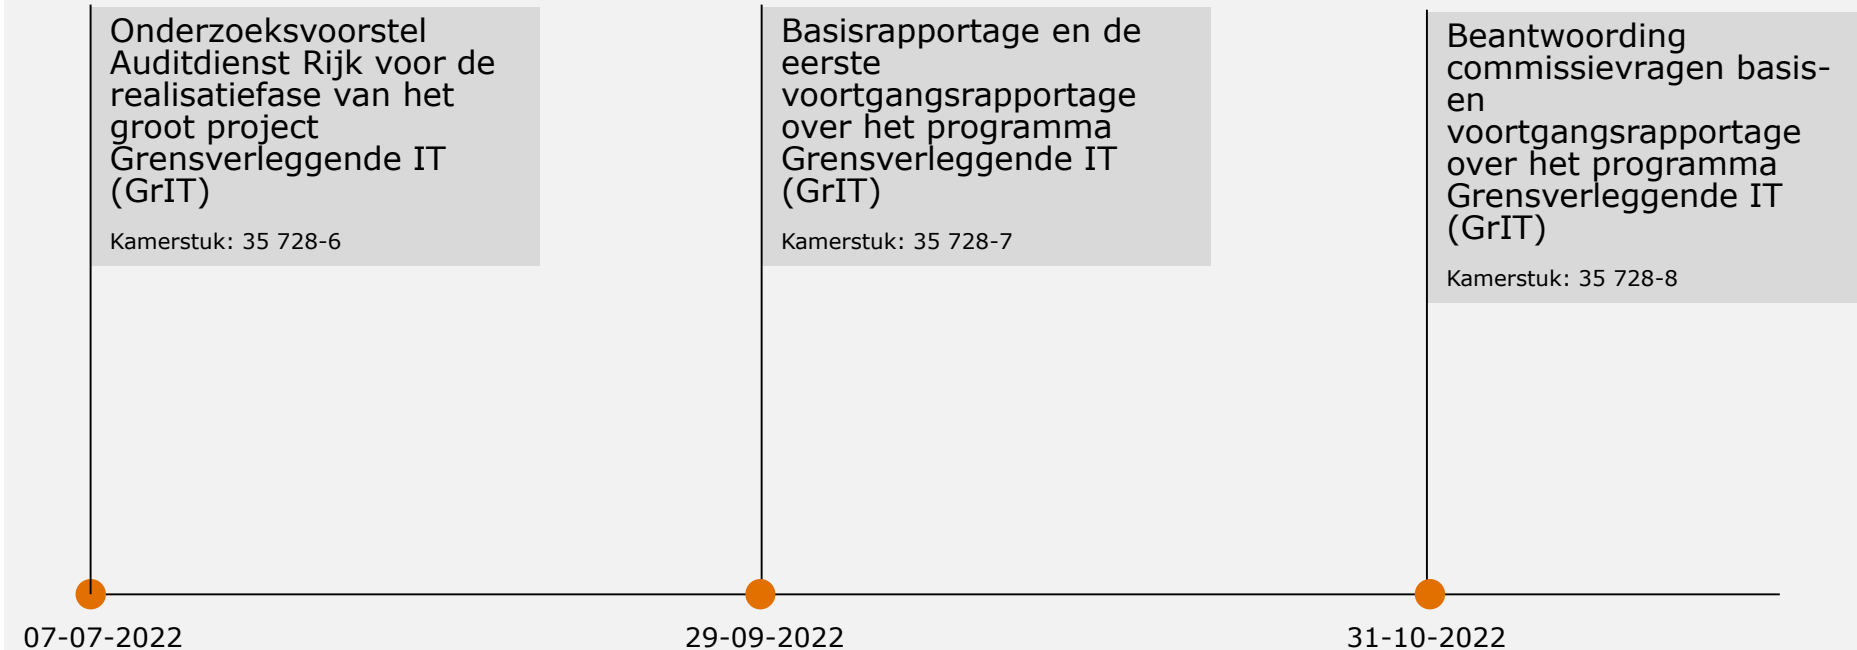 Onderzoeksvoorstel
Auditdienst Rijk voor de
realisatiefase van het
groot project
Grensverleggende IT
(GrIT)
Kamerstuk: 35 728-6
Basisrapportage en de
eerste
voortgangsrapportage
over het programma
Grensverleggende IT
(GrIT)
Kamerstuk: 35 728-7
Beantwoording
commissievragen basis-
en
voortgangsrapportage
over het programma
Grensverleggende IT
(GrIT)
Kamerstuk: 35 728-8
07-07-2022
29-09-2022
31-10-2022